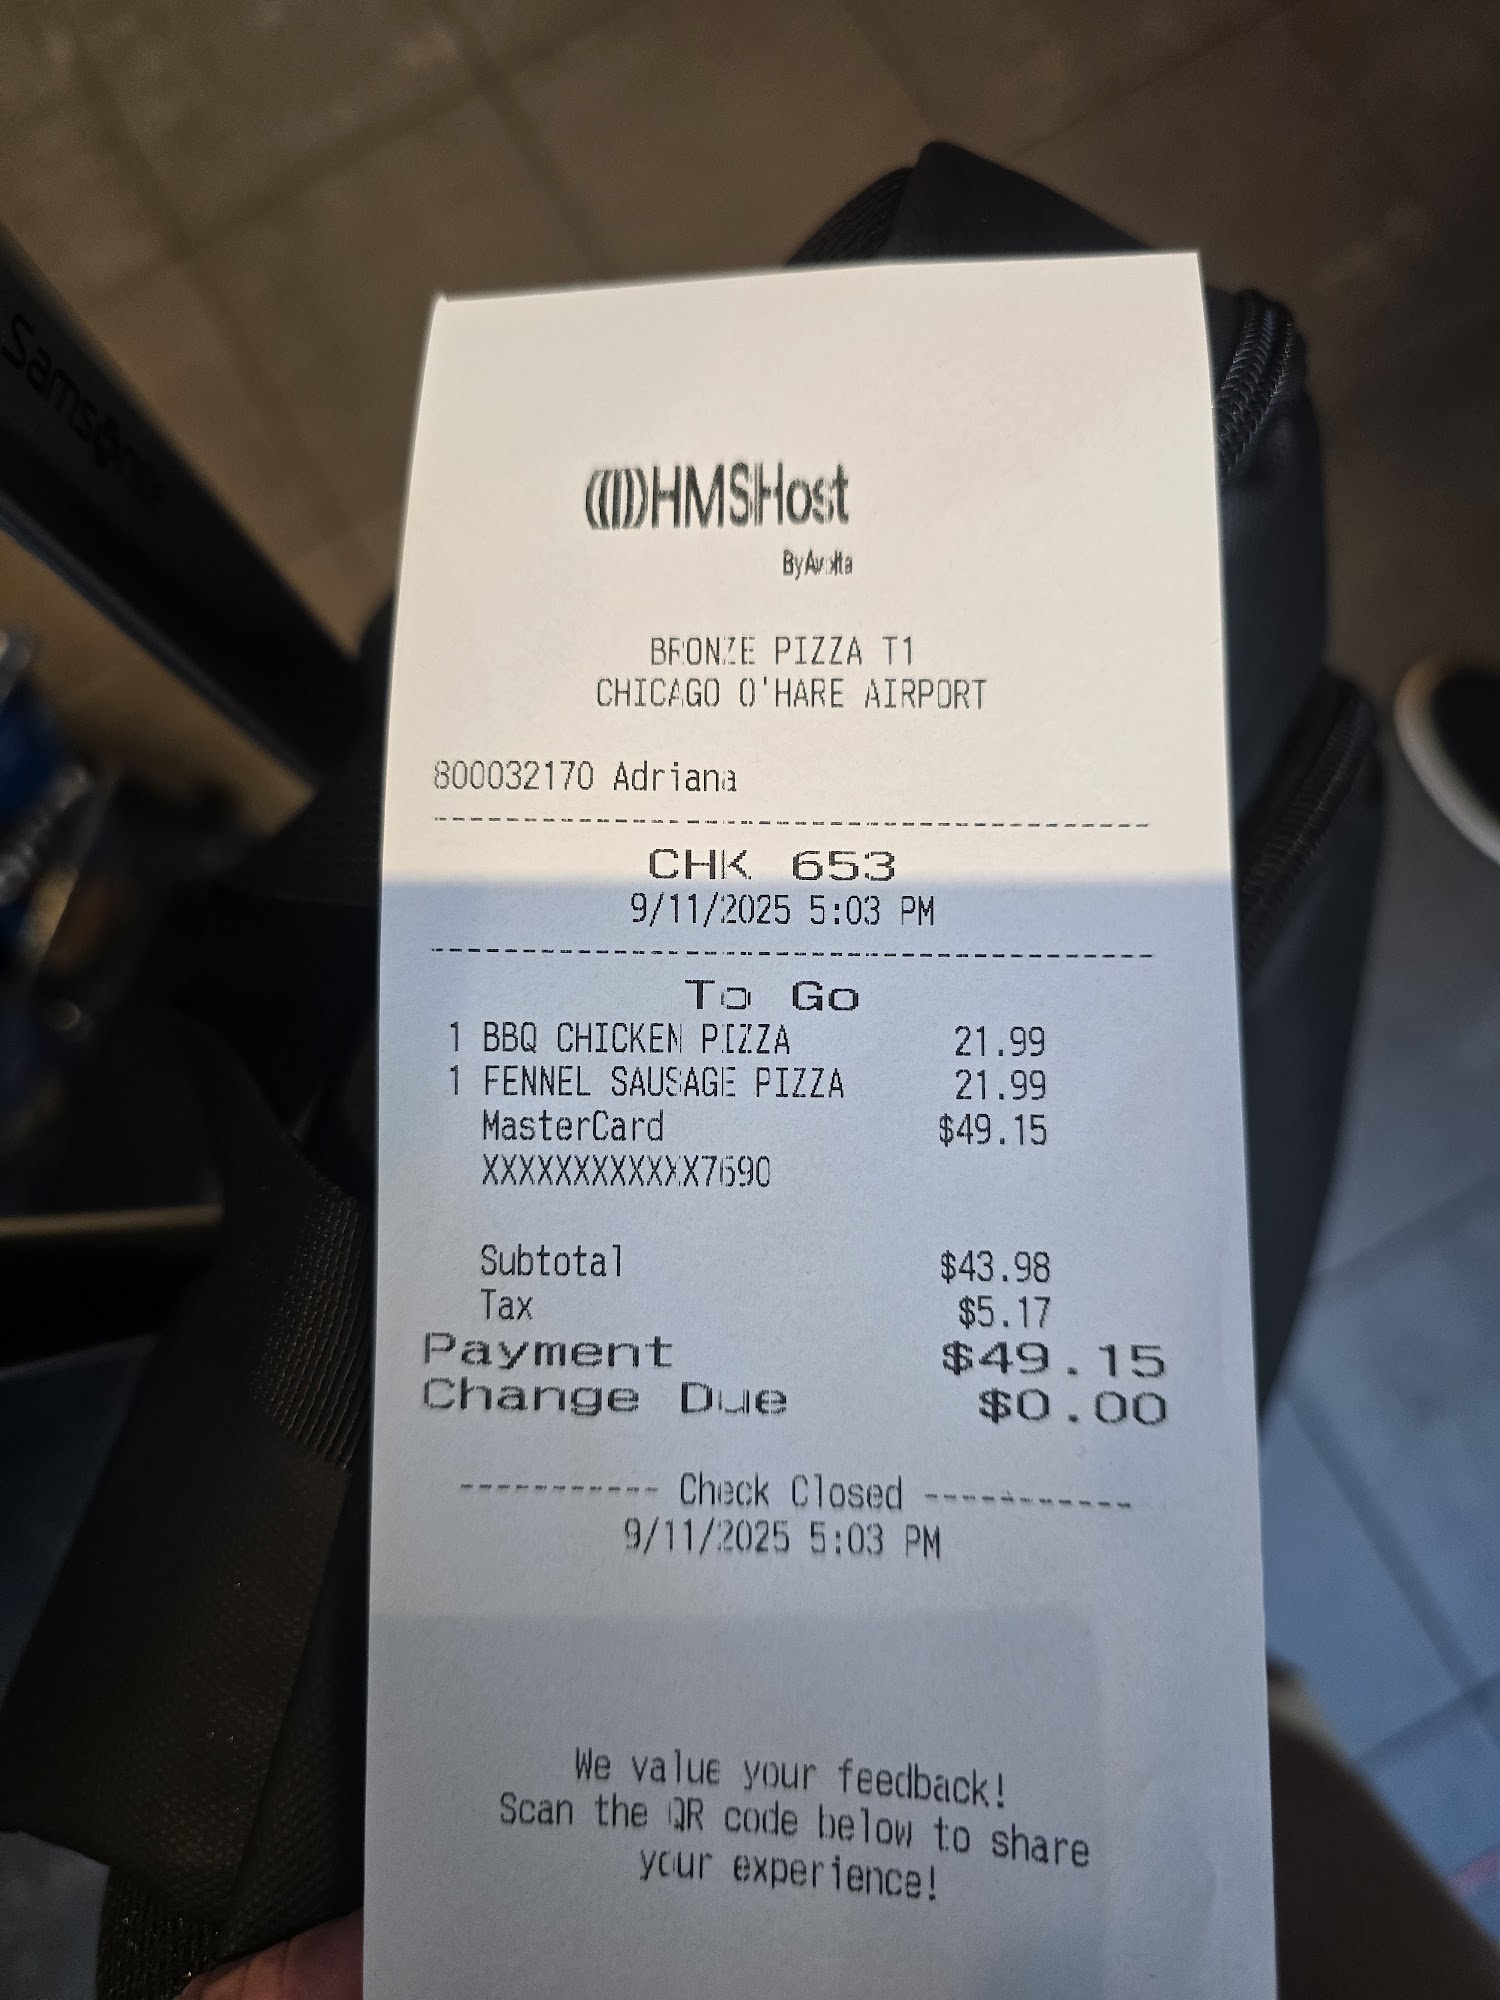 Samsonite
HMSHost
By Avolta
BRONZE PIZZA T1
CHICAGO O'HARE AIRPORT
800032170 Adriana
CHK 653
9/11/2025 5:03 PM
To Go
1 BBQ CHICKEN PIZZA 21.99
1 FENNEL SAUSAGE PIZZA 21.99
MasterCard $49.15
XXXXXXXXXXXX7690
Subtotal $43.98
Tax $5.17
Payment $49.15
Change Due $0.00
----------- Check Closed -----------
9/11/2025 5:03 PM
We value your feedback!
Scan the QR code below to share
your experience!